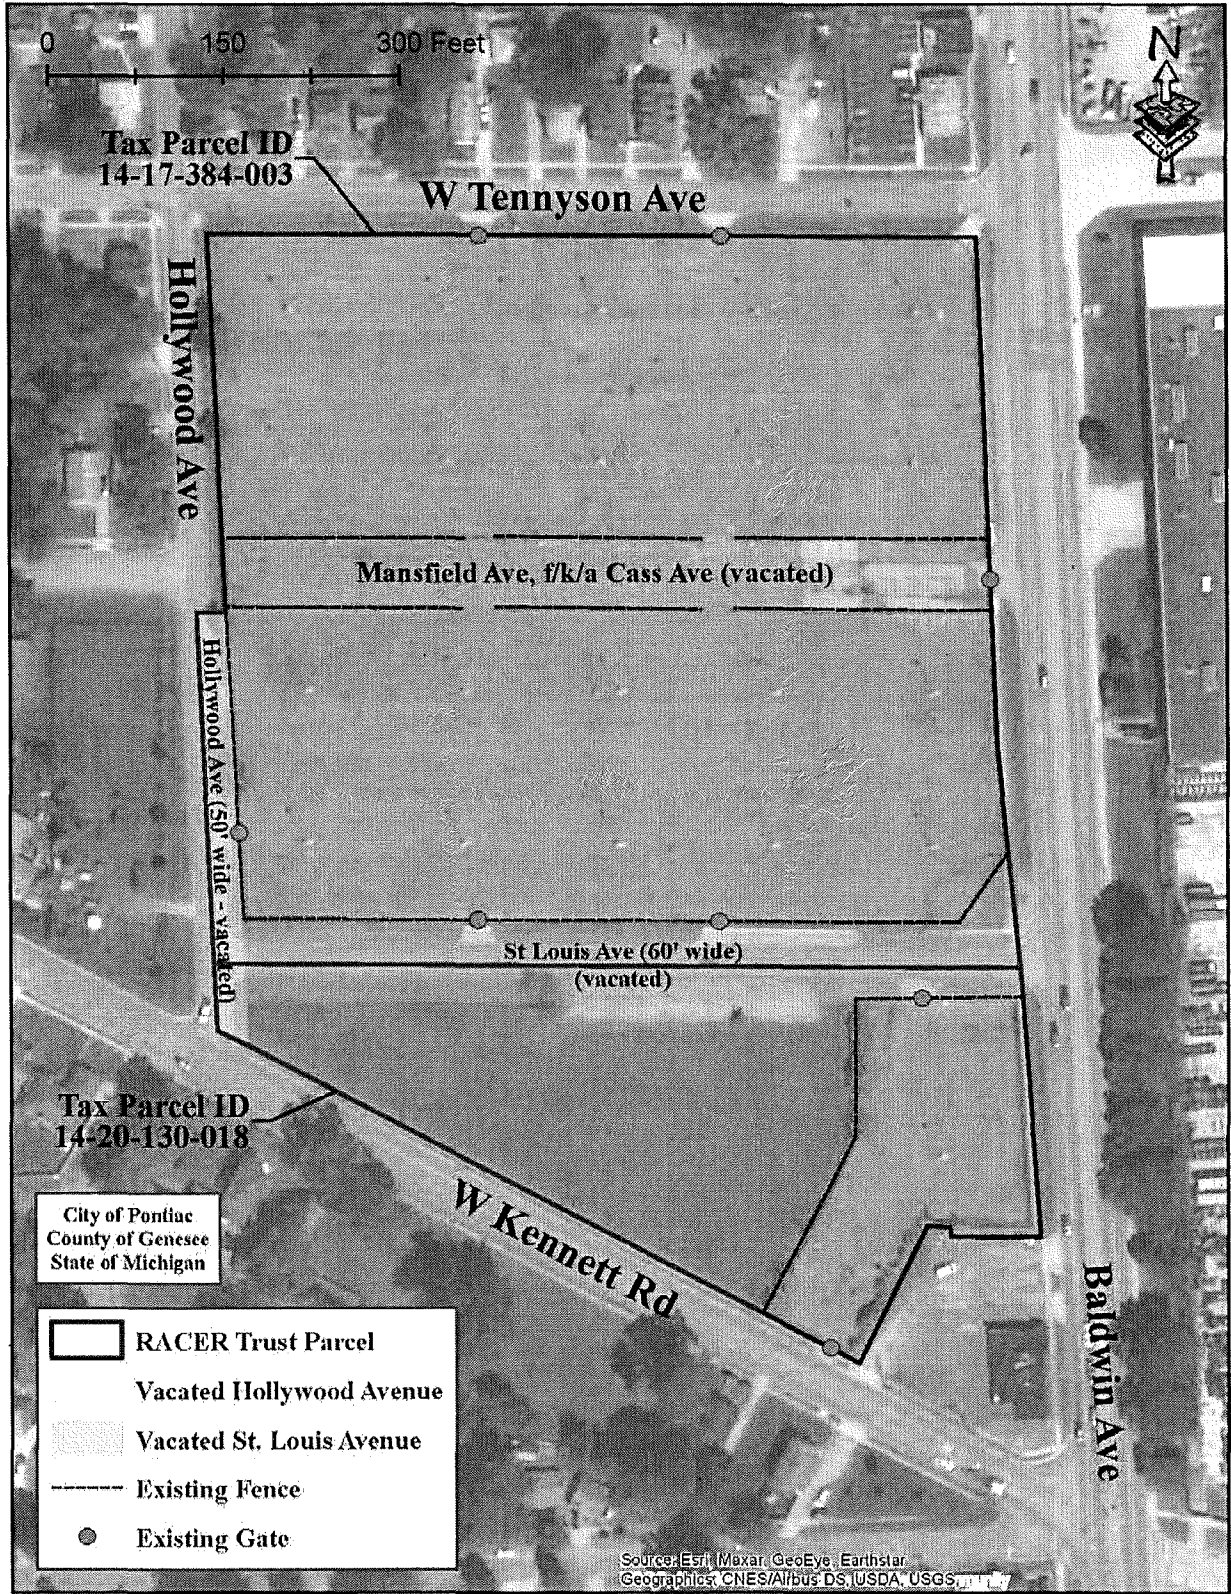 0 150 300 Feet
N
Tax Parcel ID
14-17-384-003
W Tennyson Ave
Hollywood Ave
Mansfield Ave, f/k/a Cass Ave (vacated)
Hollywood Ave (50' wide - vacated)
St Louis Ave (60' wide)
(vacated)
Tax Parcel ID
14-20-130-018
W Kennett Rd
Baldwin Ave
City of Pontiac
County of Genesee
State of Michigan
RACER Trust Parcel
Vacated Hollywood Avenue
Vacated St. Louis Avenue
Existing Fence
Existing Gate
Source: Esri, Maxar, GeoEye, Earthstar
Geographics, CNES/Airbus DS, USDA, USGS,